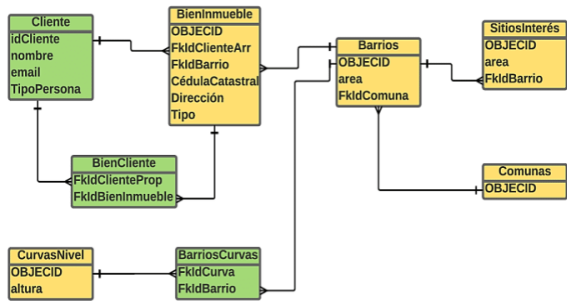 Cliente
idCliente
nombre
email
TipoPersona
BienInmueble
OBJECID
FkIdClienteArr
FkIdBarrio
CédulaCatastral
Dirección
Tipo
Barrios
OBJECID
area
FkIdComuna
SitiosInterés
OBJECID
area
FkIdBarrio
BienCliente
FkIdClienteProp
FkIdBienInmueble
Comunas
OBJECID
CurvasNivel
OBJECID
altura
BarriosCurvas
FkIdCurva
FkIdBarrio